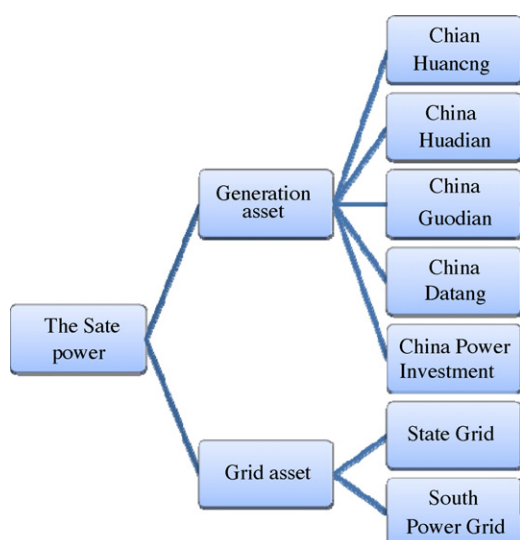 The Sate
power
Generation
asset
Grid asset
Chian
Huancng
China
Huadian
China
Guodian
China
Datang
China Power
Investment
State Grid
South
Power Grid